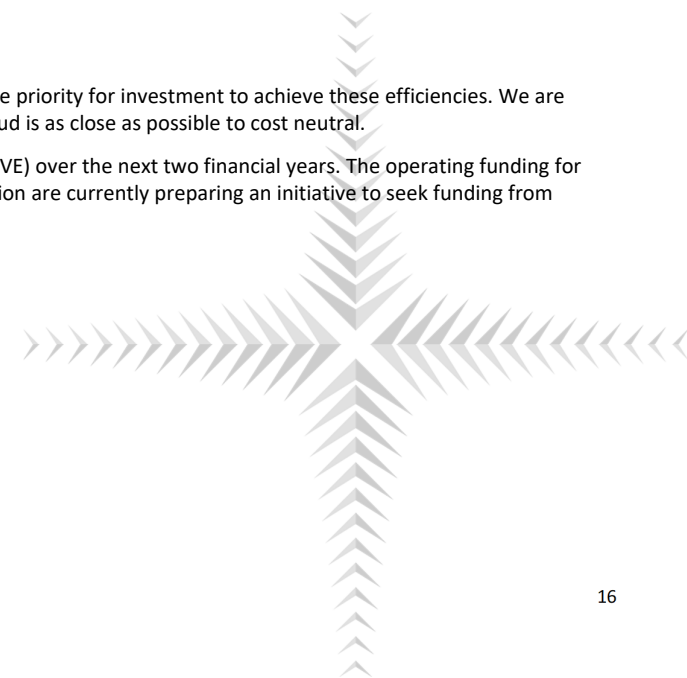 e priority for investment to achieve these efficiencies. We are
ud is as close as possible to cost neutral.
VE) over the next two financial years. The operating funding for
ion are currently preparing an initiative to seek funding from
16